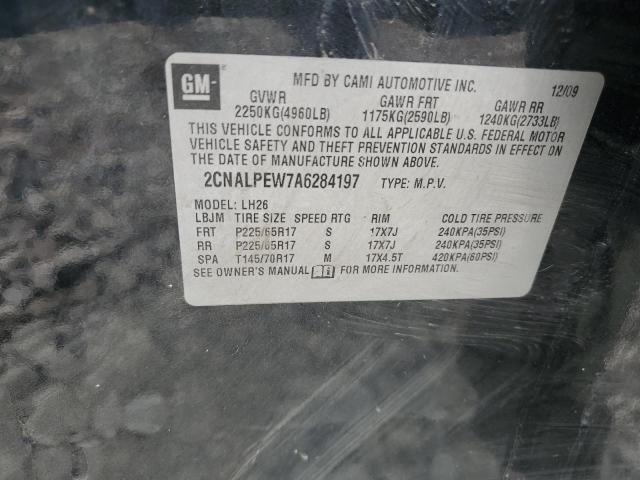 GM
MFD BY CAMI AUTOMOTIVE INC. 12/09
GVWR GAWR FRT GAWR RR
2250KG(4960LB) 1175KG(2590LB) 1240KG(2733LB)
THIS VEHICLE CONFORMS TO ALL APPLICABLE U.S. FEDERAL MOTOR
VEHICLE SAFETY AND THEFT PREVENTION STANDARDS IN EFFECT ON
THE DATE OF MANUFACTURE SHOWN ABOVE.
2CNALPEW7A6284197 TYPE: M.P.V.
MODEL: LH26
LBJM TIRE SIZE SPEED RTG RIM COLD TIRE PRESSURE
FRT P225/65R17 S 17X7J 240KPA(35PSI)
RR P225/65R17 S 17X7J 240KPA(35PSI)
SPA T145/70R17 M 17X4.5T 420KPA(60PSI)
SEE OWNER'S MANUAL FOR MORE INFORMATION.